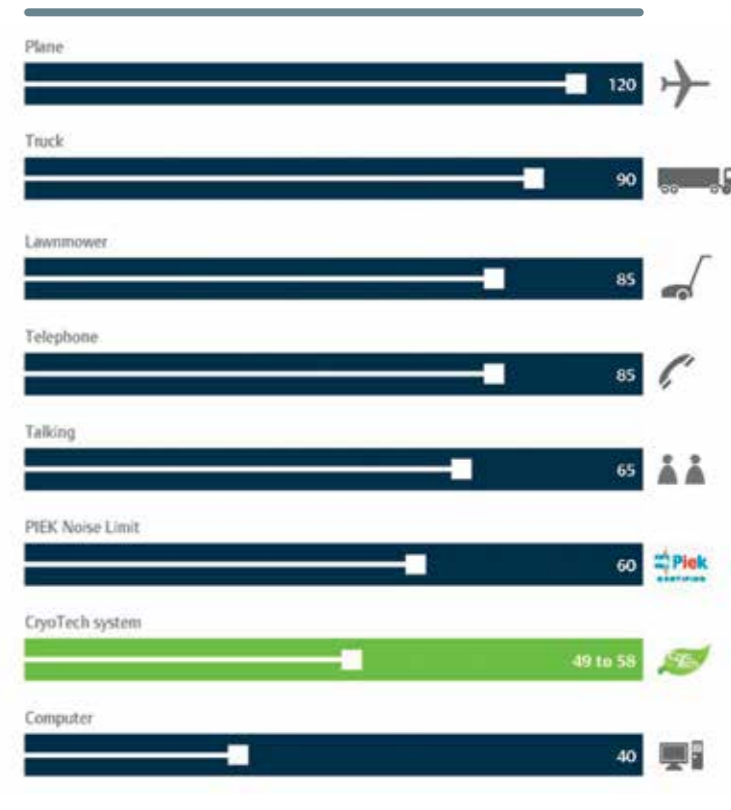 Plane
120
Truck
90
Lawnmower
85
Telephone
85
Talking
65
PIEK Noise Limit
60
Piek
CERTIFIED
CryoTech system
49 to 58
Computer
40